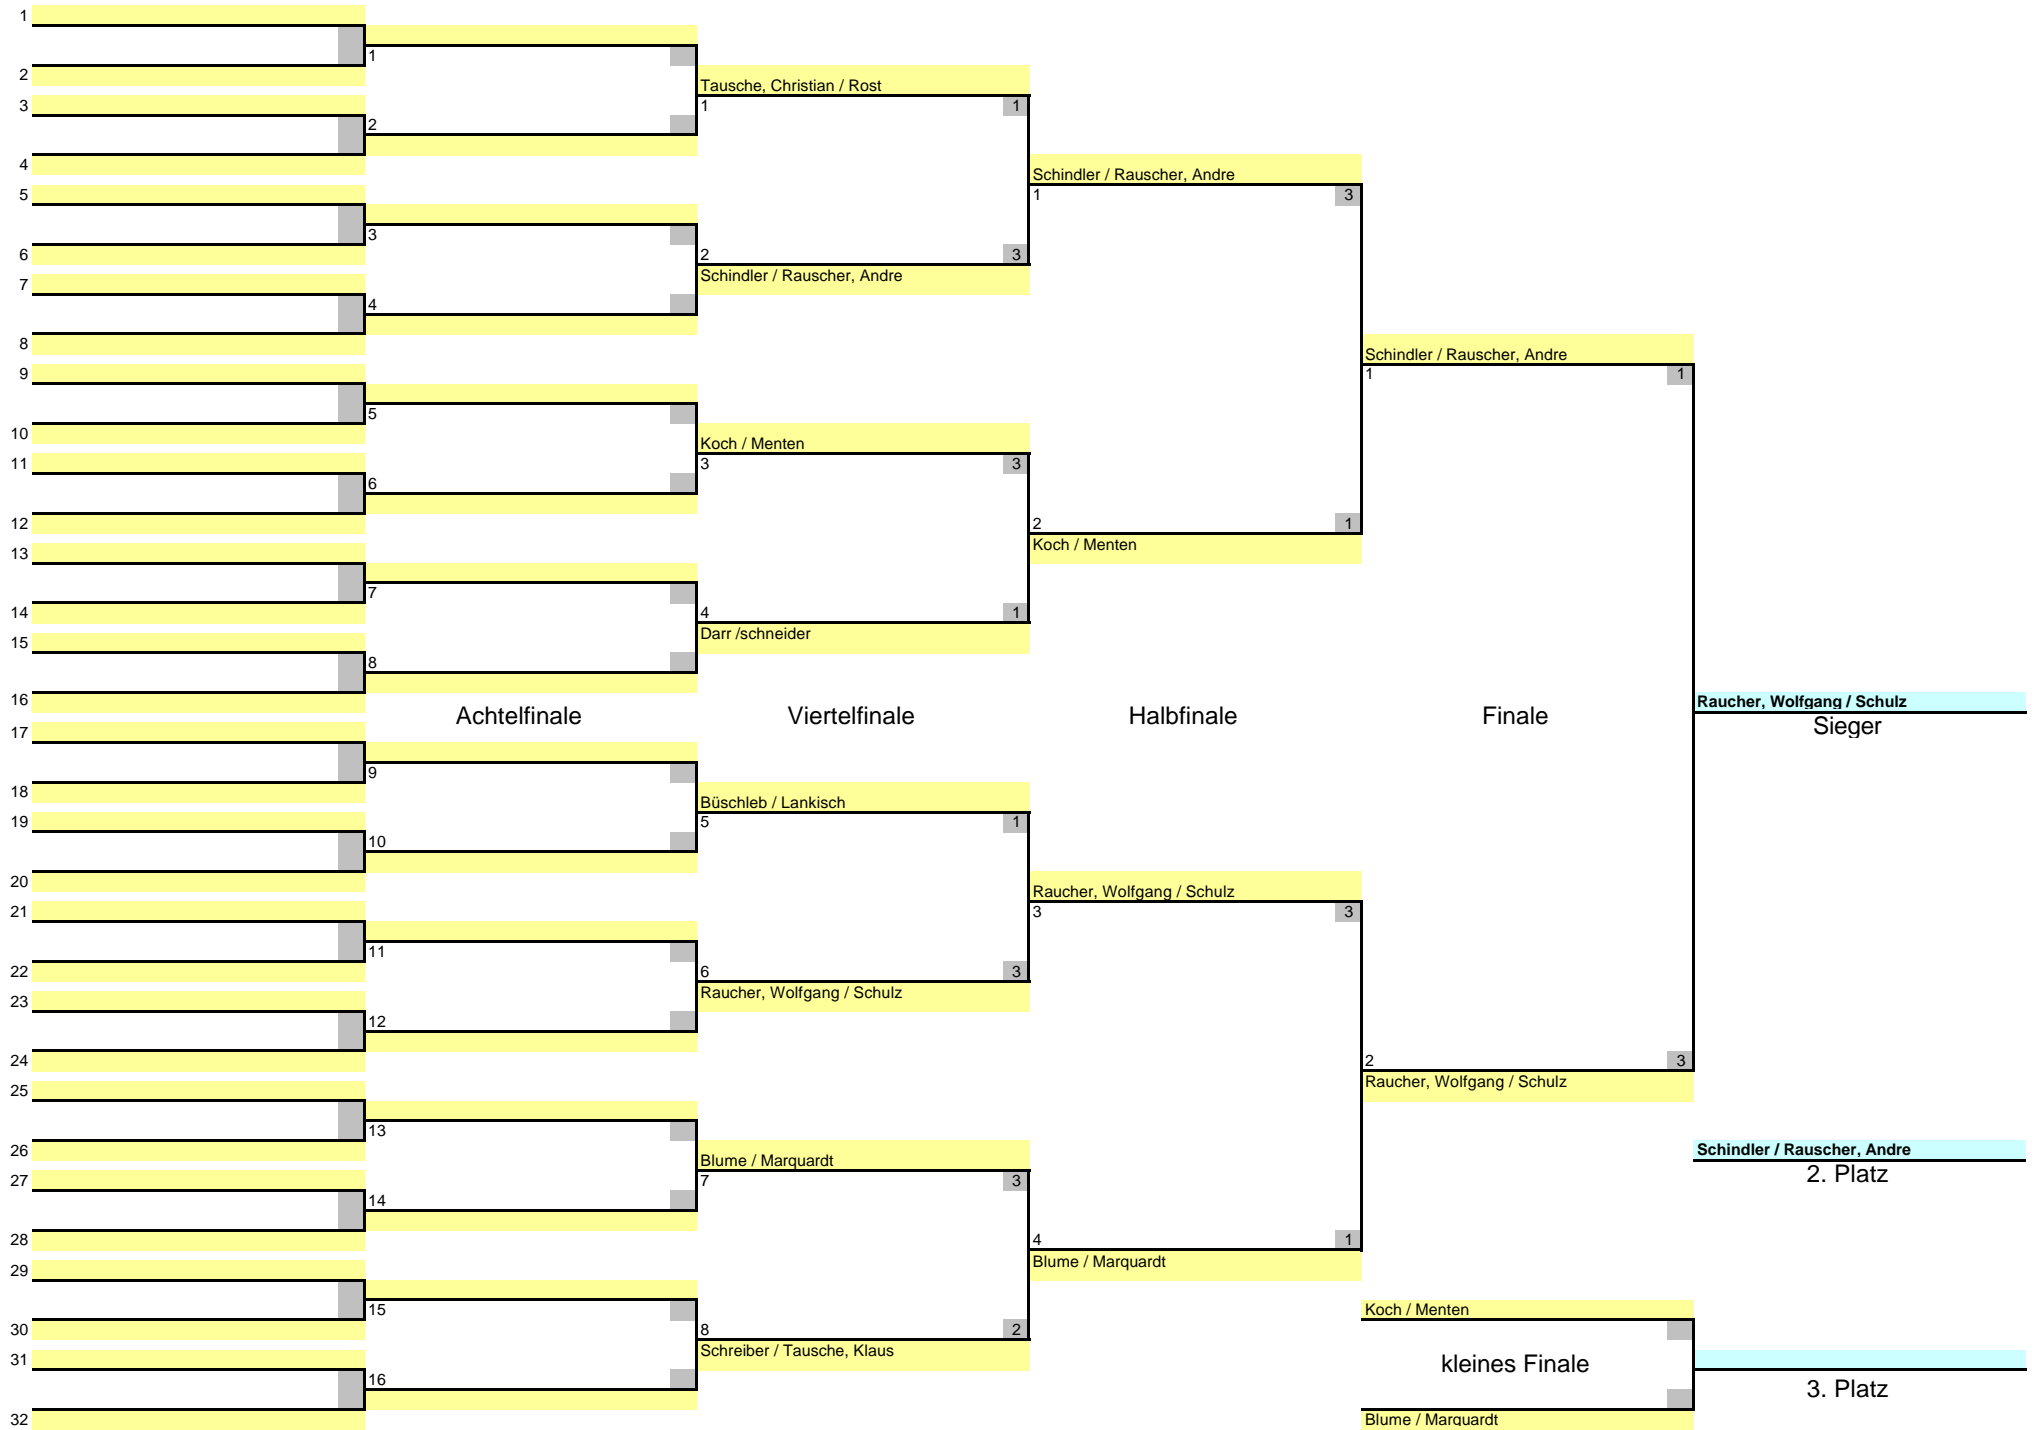 1
1
2
Tausche, Christian / Rost
3
1
1
2
4
Schindler / Rauscher, Andre
5
1
3
3
6
2
3
7
Schindler / Rauscher, Andre
4
8
Schindler / Rauscher, Andre
9
1
1
5
10
Koch / Menten
11
3
3
6
12
2
1
13
Koch / Menten
7
14
4
1
15
Darr /schneider
8
16
Raucher, Wolfgang / Schulz
Achtelfinale
Viertelfinale
Halbfinale
Finale
Sieger
17
9
18
Büschleb / Lankisch
19
5
1
10
20
Raucher, Wolfgang / Schulz
21
3
3
11
22
6
3
23
Raucher, Wolfgang / Schulz
12
24
2
3
25
Raucher, Wolfgang / Schulz
13
26
Blume / Marquardt
Schindler / Rauscher, Andre
27
7
3
2. Platz
14
28
4
1
29
Blume / Marquardt
15
Koch / Menten
30
8
2
31
Schreiber / Tausche, Klaus
kleines Finale
16
3. Platz
32
Blume / Marquardt